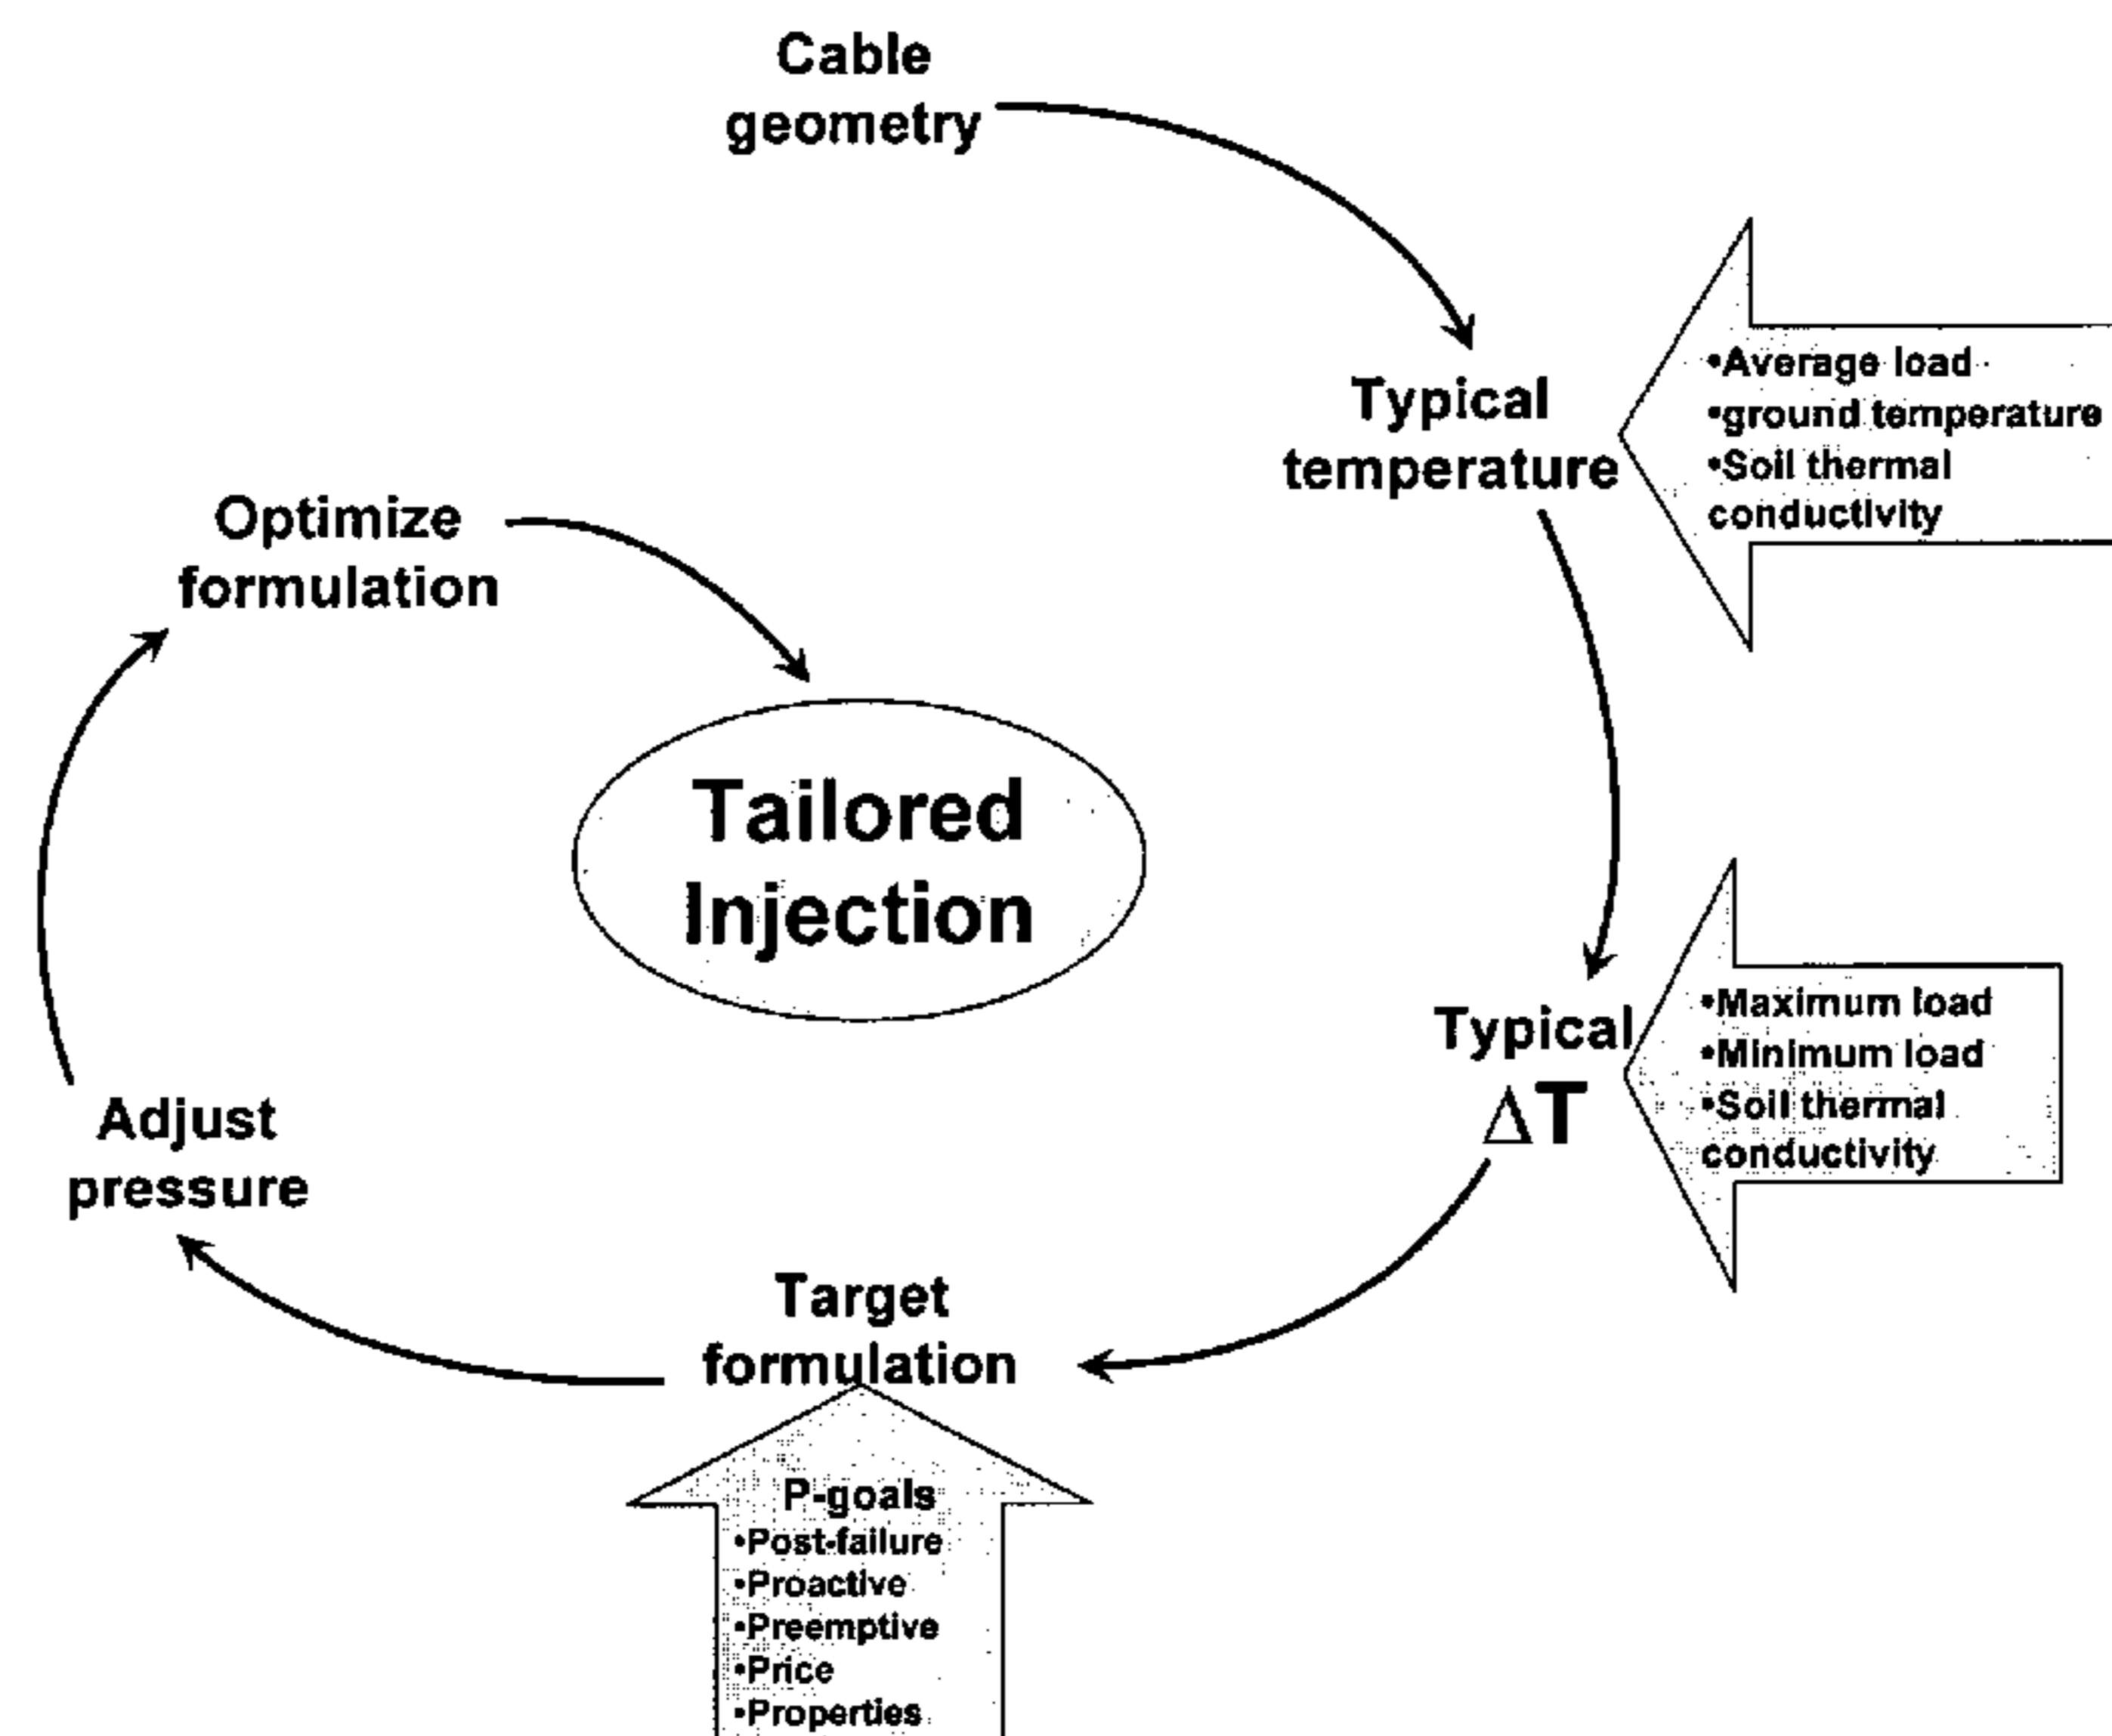 Cable
geometry
Typical
temperature
•Average load
•ground temperature
•Soil thermal
conductivity
Optimize
formulation
Tailored
Injection
Typical
ΔT
•Maximum load
•Minimum load
•Soil thermal
conductivity
Adjust
pressure
Target
formulation
P-goals
•Post-failure
•Proactive
•Preemptive
•Price
•Properties